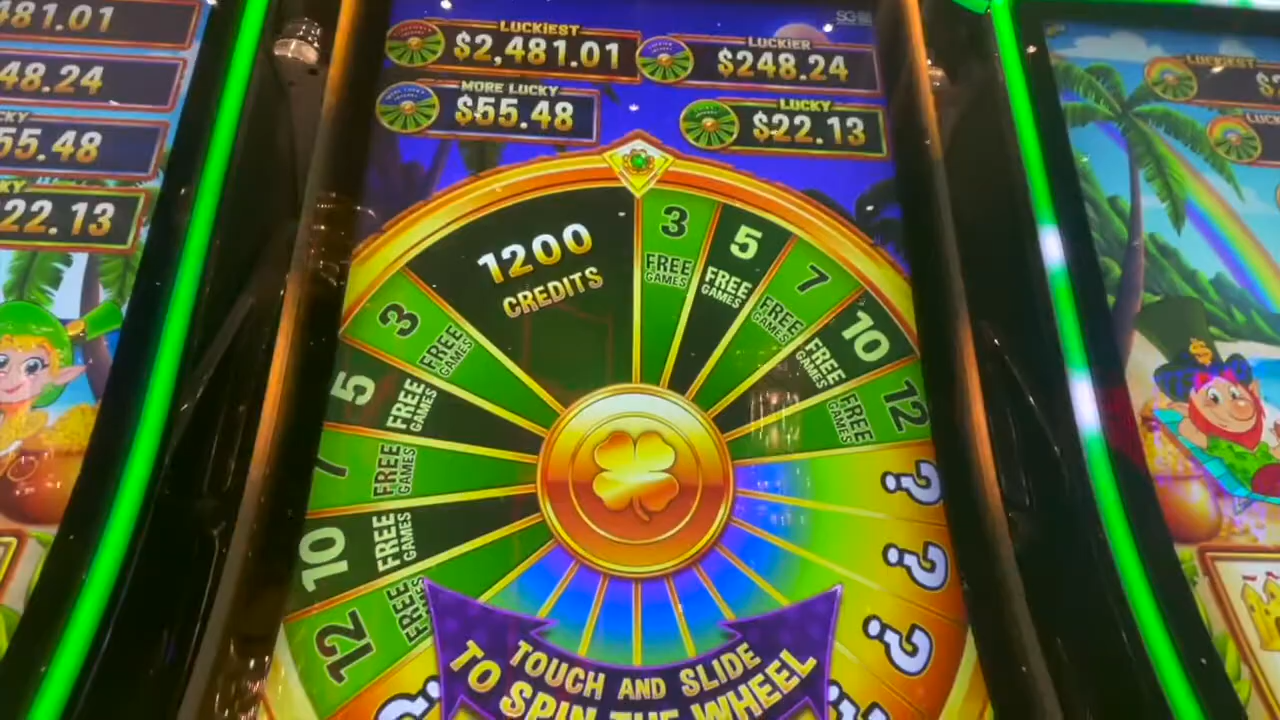 481.01
48.24
55.48
22.13
LUCKIEST
$2,481.01
LUCKIER
$248.24
MORE LUCKY
$55.48
LUCKY
$22.13
SG
1200
CREDITS
3
FREE
GAMES
5
FREE
GAMES
7
FREE
GAMES
10
FREE
GAMES
12
FREE
GAMES
?
?
?
3
FREE
GAMES
5
FREE
GAMES
7
FREE
GAMES
10
FREE
GAMES
12
FREE
GAMES
TOUCH AND SLIDE
TO SPIN THE WHEEL
LUCKIEST
$